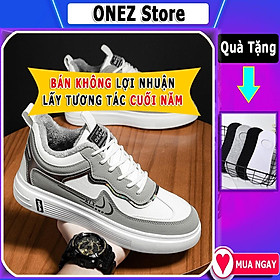 ONEZ Store
Quà Tặng
BÁN KHÔNG LỢI NHUẬN
LẤY TƯƠNG TÁC CUỐI NĂM
MUA NGAY